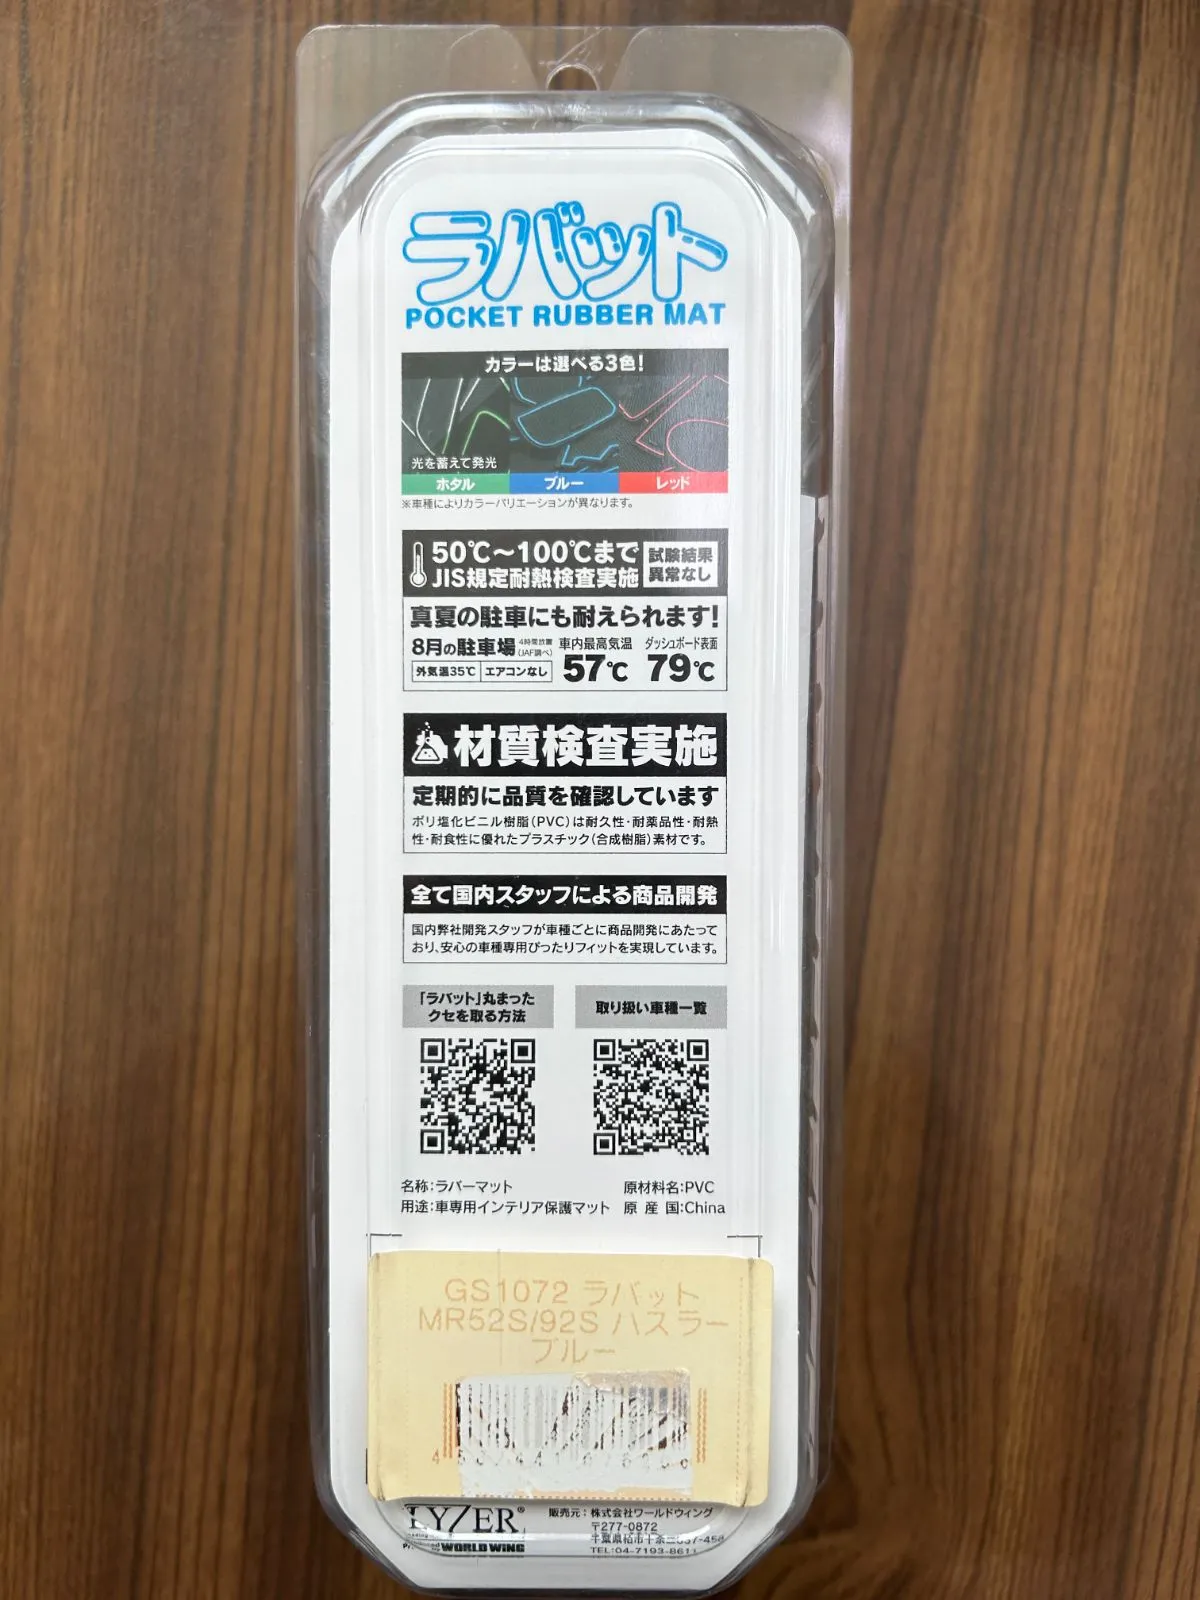 ラバット
POCKET RUBBER MAT
カラーは選べる3色!
光を蓄えて発光
ホタル
ブルー
レッド
※車種によりカラーバリエーションが異なります。
50℃〜100℃まで
JIS規定耐熱検査実施
試験結果
異常なし
真夏の駐車にも耐えられます!
8月の駐車場
4時間放置
(JAF調べ)
外気温35℃
エアコンなし
車内最高気温
57℃
ダッシュボード表面
79℃
材質検査実施
定期的に品質を確認しています
ポリ塩化ビニル樹脂(PVC)は耐久性・耐薬品性・耐熱
性・耐食性に優れたプラスチック(合成樹脂)素材です。
全て国内スタッフによる商品開発
国内弊社開発スタッフが車種ごとに商品開発にあたって
おり、安心の車種専用ぴったりフィットを実現しています。
「ラバット」丸まった
クセを取る方法
取り扱い車種一覧
名称:ラバーマット
用途:車専用インテリア保護マット
原材料名:PVC
原産国:China
GS1072 ラバット
MR52S/92S ハスラー
ブルー
LYZER®
by WORLD WING
販売元:株式会社ワールドウィング
〒277-0872
千葉県柏市十余二
TEL:04-7193-8611